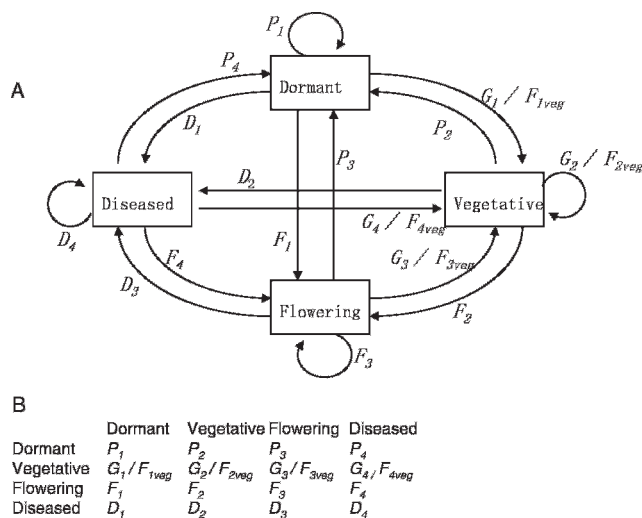 A
P1
Dormant
P4
D1
G1 / F1veg
P2
P3
G2 / F2veg
D2
Diseased
Vegetative
G4 / F4veg
D4
F1
F4
G3 / F3veg
D3
F2
Flowering
F3
B
Dormant Vegetative Flowering Diseased
Dormant P1 P2 P3 P4
Vegetative G1/F1veg G2/F2veg G3/F3veg G4/F4veg
Flowering F1 F2 F3 F4
Diseased D1 D2 D3 D4